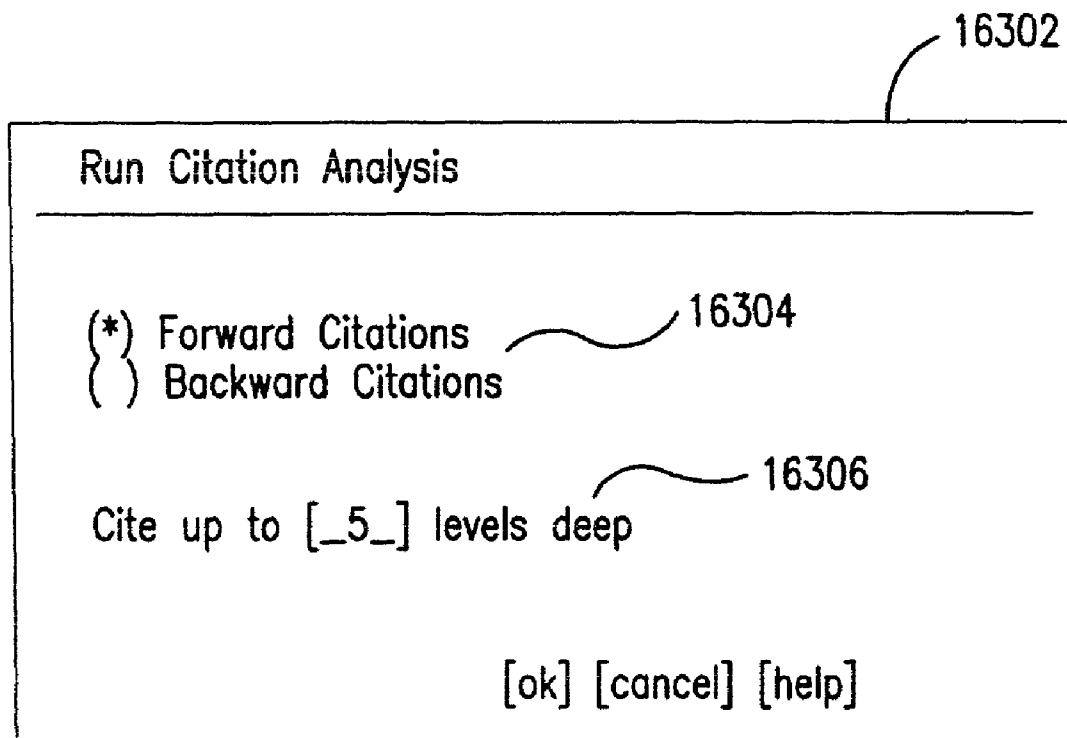 16302
Run Citation Analysis
(*) Forward Citations
16304
( ) Backward Citations
16306
Cite up to [_5_] levels deep
[ok] [cancel] [help]